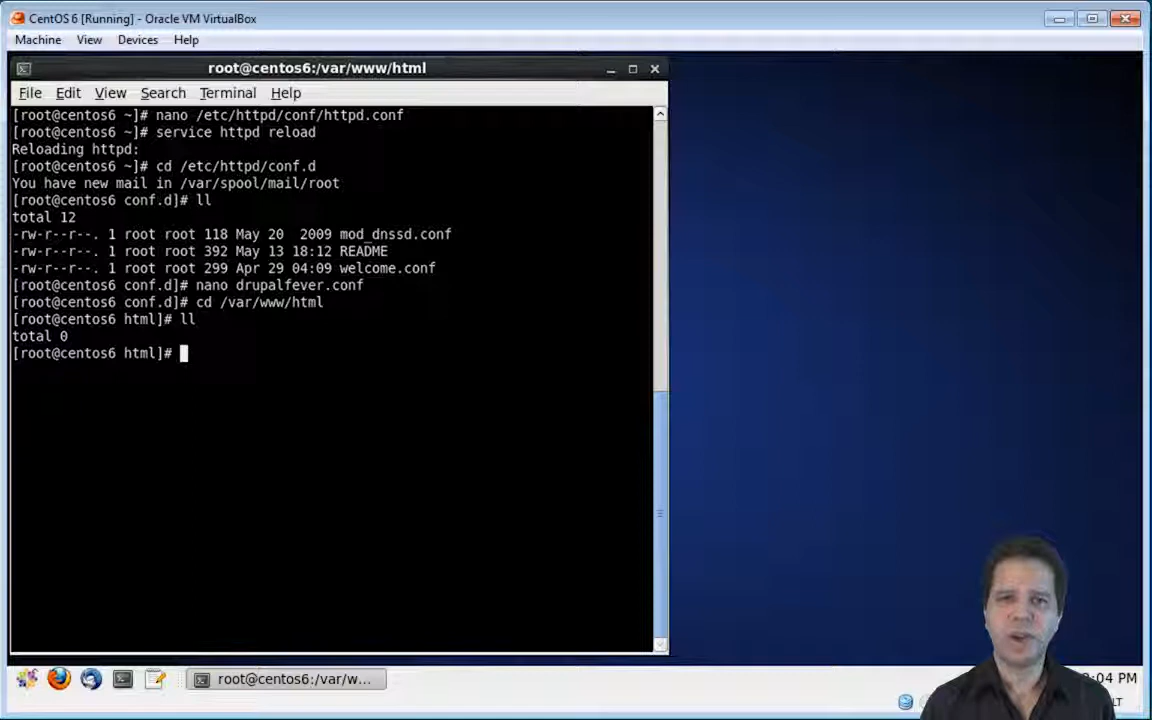 CentOS 6 [Running] - Oracle VM VirtualBox
Machine View Devices Help
root@centos6:/var/www/html
File Edit View Search Terminal Help
[root@centos6 ~]# nano /etc/httpd/conf/httpd.conf
[root@centos6 ~]# service httpd reload
Reloading httpd:
[root@centos6 ~]# cd /etc/httpd/conf.d
You have new mail in /var/spool/mail/root
[root@centos6 conf.d]# ll
total 12
-rw-r--r--. 1 root root 118 May 20  2009 mod_dnssd.conf
-rw-r--r--. 1 root root 392 May 13 18:12 README
-rw-r--r--. 1 root root 299 Apr 29 04:09 welcome.conf
[root@centos6 conf.d]# nano drupalfever.conf
[root@centos6 conf.d]# cd /var/www/html
[root@centos6 html]# ll
total 0
[root@centos6 html]#
root@centos6:/var/w...
:04 PM
LT